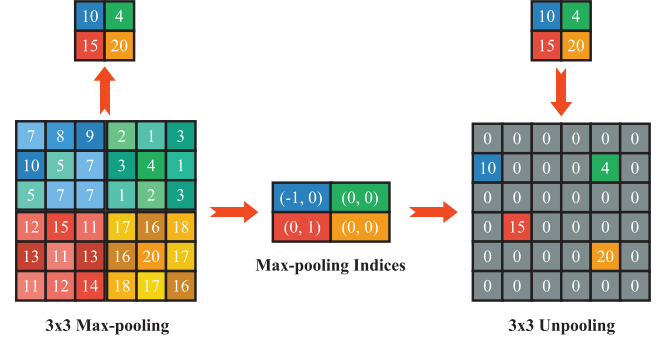 10 4
15 20
10 4
15 20
7 8 9 2 1 3
10 5 7 3 4 1
5 7 7 1 2 3
12 15 11 17 16 18
13 11 13 16 20 17
11 12 14 18 17 16
(-1, 0) (0, 0)
(0, 1) (0, 0)
Max-pooling Indices
0 0 0 0 0 0
10 0 0 0 4 0
0 0 0 0 0 0
0 15 0 0 0 0
0 0 0 0 20 0
0 0 0 0 0 0
3x3 Max-pooling
3x3 Unpooling